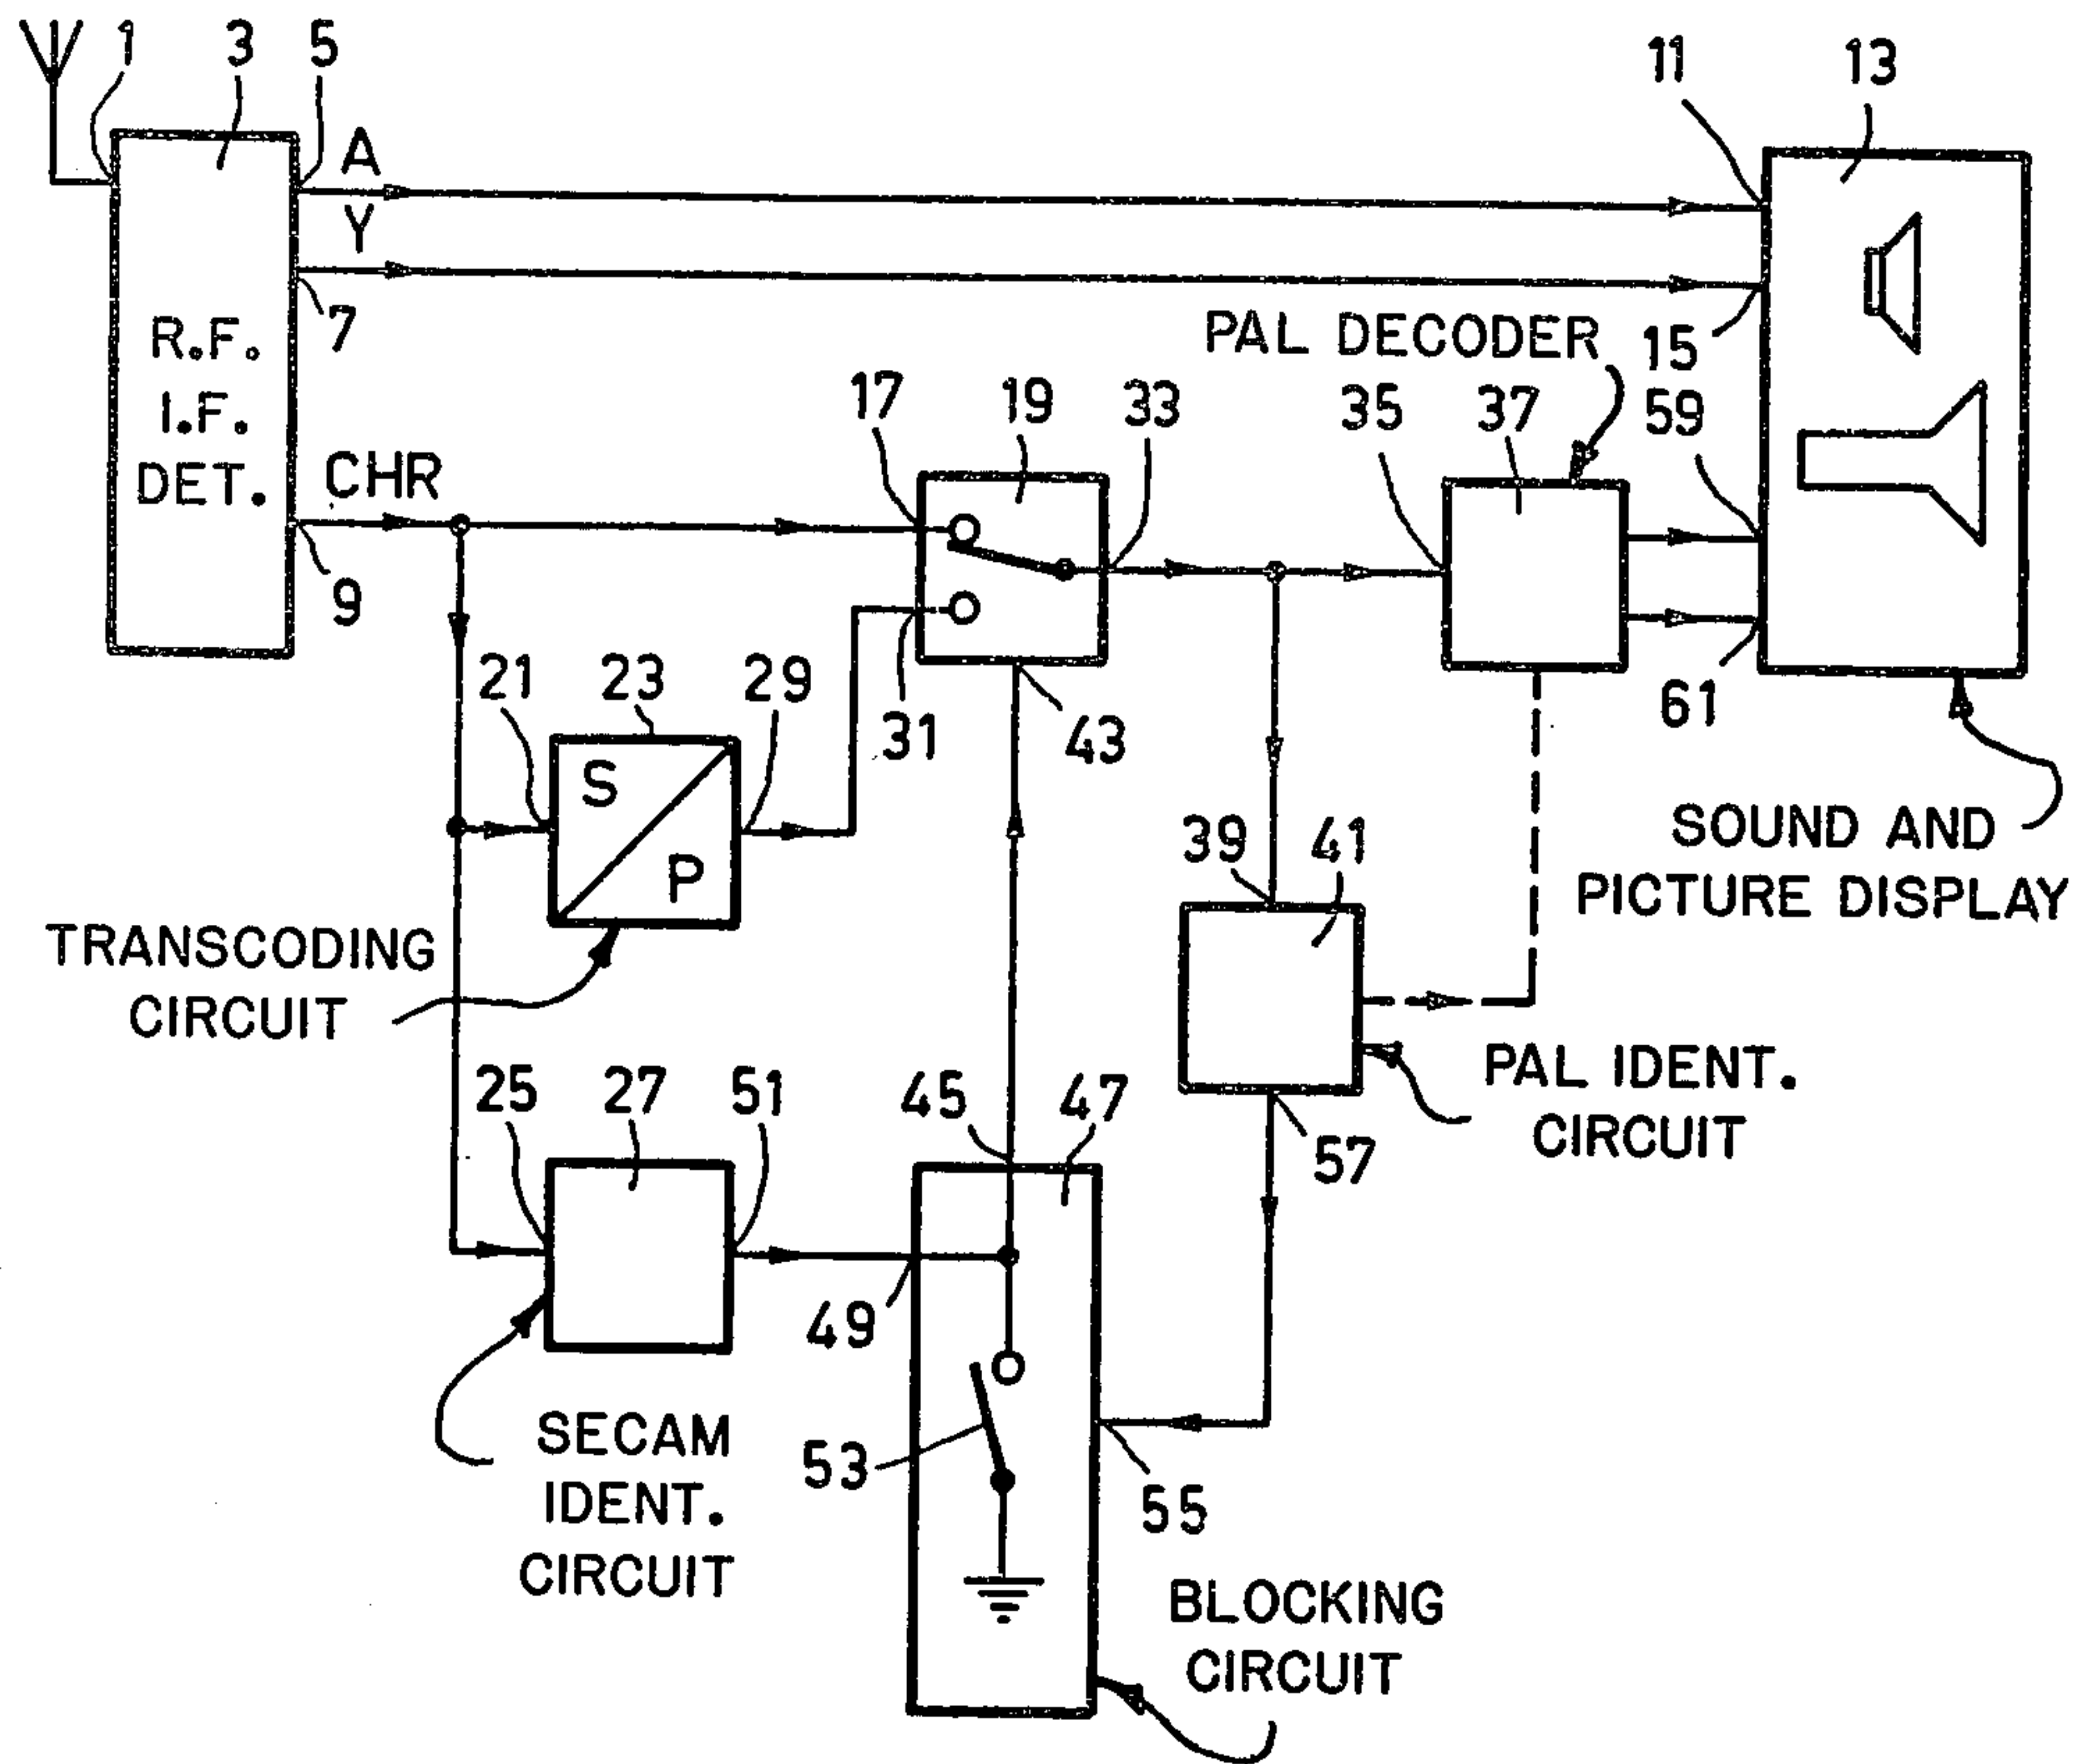 1 3 5 11 13
A
Y
7
PAL DECODER
15
R.F.
I.F.
DET.
17 19 33 35 37 59
CHR
9
21 23 29 31 43 61
S
P
SOUND AND
PICTURE DISPLAY
39 41
TRANSCODING
CIRCUIT
PAL IDENT.
CIRCUIT
25 27 51 45 47 57
49
53
55
SECAM
IDENT.
CIRCUIT
BLOCKING
CIRCUIT